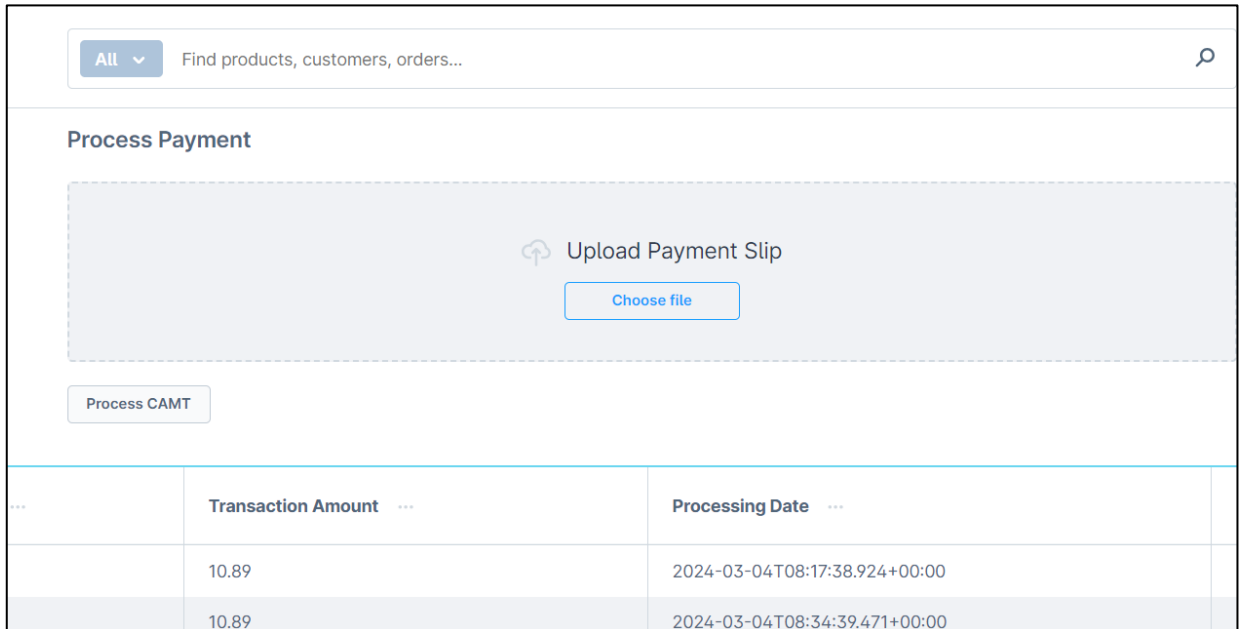 All Find products, customers, orders...
Process Payment
Upload Payment Slip
Choose file
Process CAMT
... Transaction Amount ... Processing Date ...
10.89 2024-03-04T08:17:38.924+00:00
10.89 2024-03-04T08:34:39.471+00:00